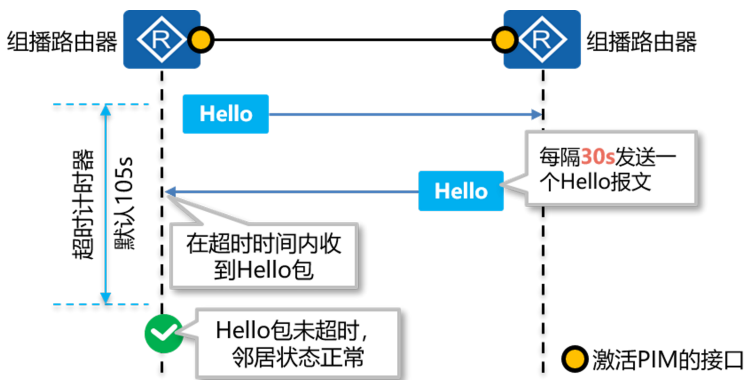 组播路由器
R
R
组播路由器
Hello
每隔30s发送一
个Hello报文
Hello
超时计时器
默认105s
在超时时间内收
到Hello包
Hello包未超时，
邻居状态正常
激活PIM的接口